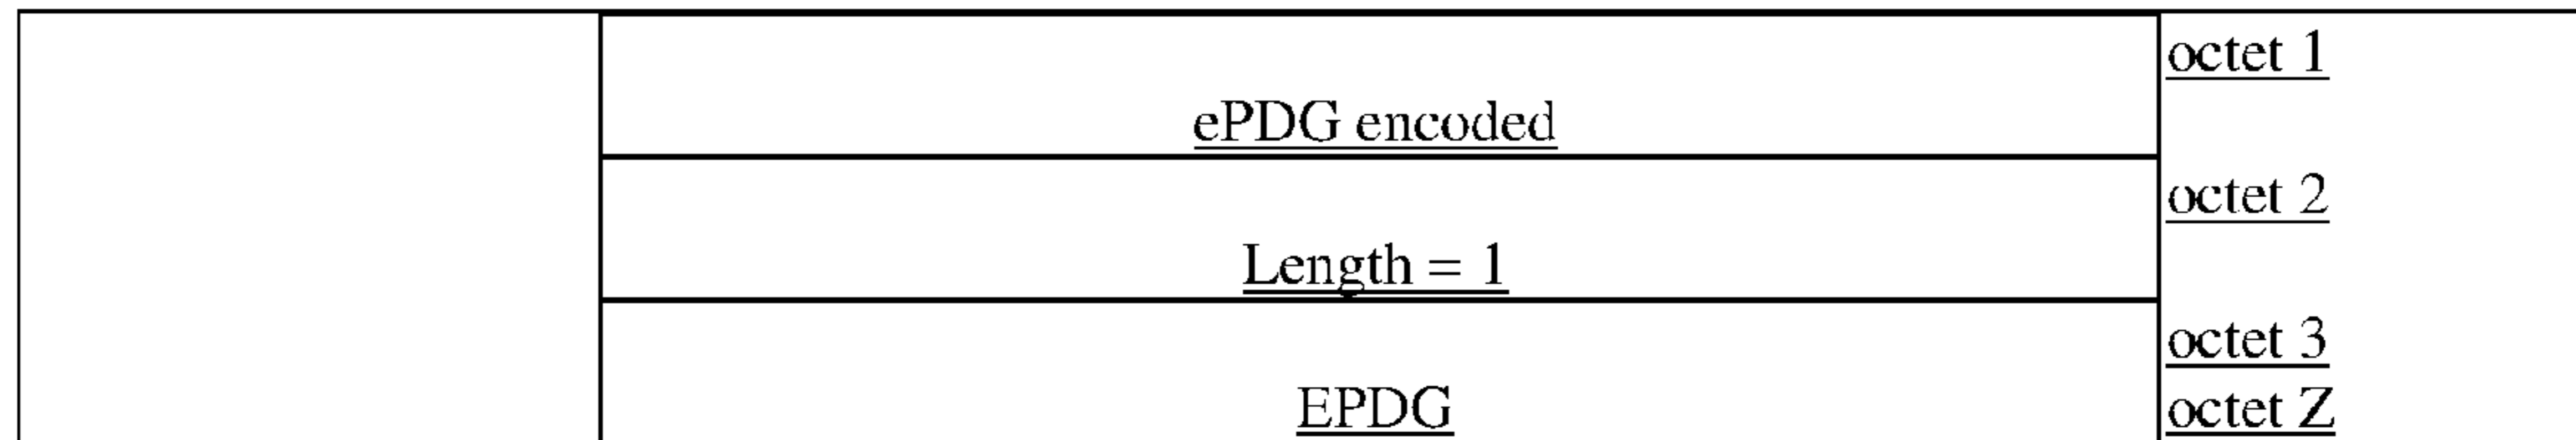 octet 1
ePDG encoded
octet 2
Length = 1
octet 3
EPDG
octet Z